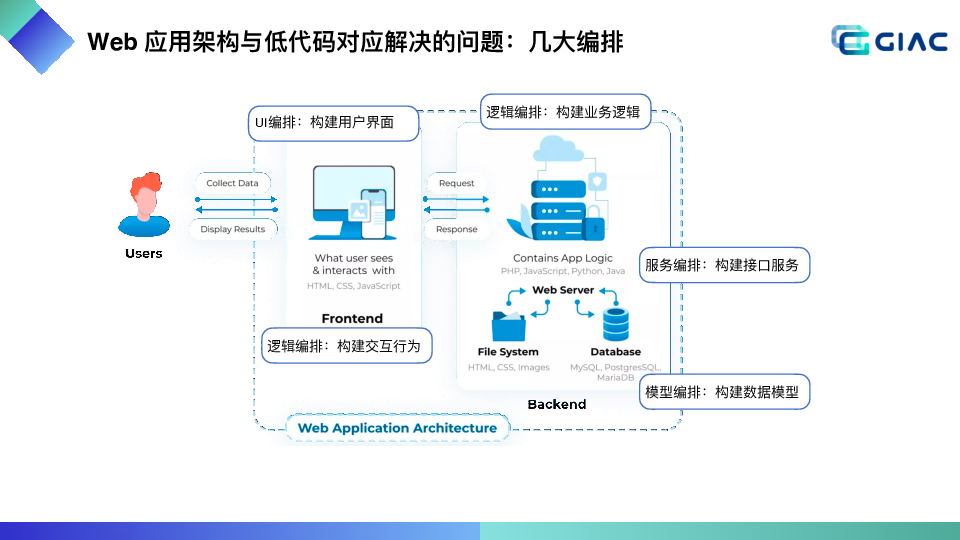 Web 应用架构与低代码对应解决的问题：几大编排
GIAC
UI编排：构建用户界面
逻辑编排：构建业务逻辑
Collect Data
Display Results
Users
Request
Response
What user sees
& interacts with
HTML, CSS, JavaScript
Frontend
逻辑编排：构建交互行为
Contains App Logic
PHP, JavaScript, Python, Java
Web Server
服务编排：构建接口服务
File System
HTML, CSS, Images
Database
MySQL, PostgresSQL,
MariaDB
模型编排：构建数据模型
Backend
Web Application Architecture